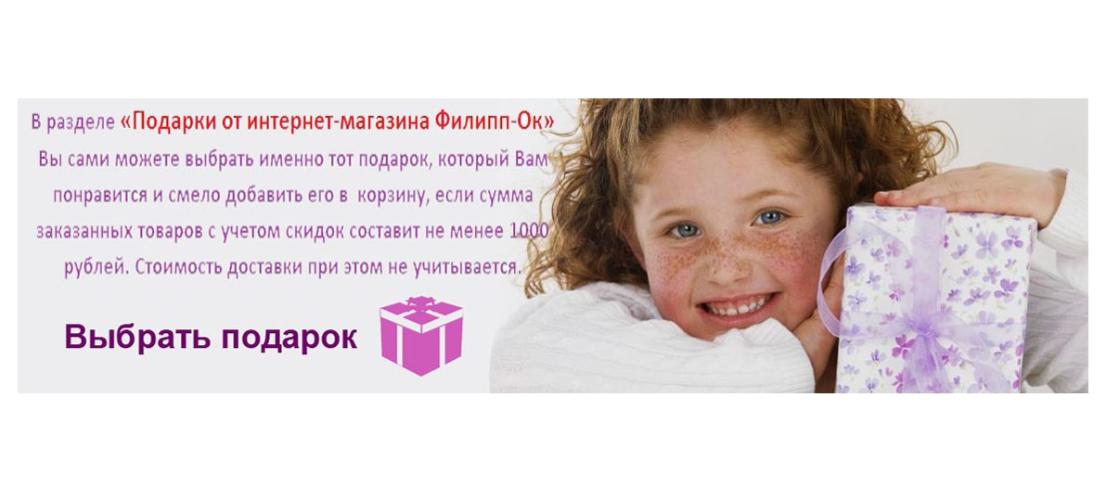 В разделе «Подарки от интернет-магазина Филипп-Ок»
Вы сами можете выбрать именно тот подарок, который Вам
понравится и смело добавить его в корзину, если сумма
заказанных товаров с учетом скидок составит не менее 1000
рублей. Стоимость доставки при этом не учитывается.
Выбрать подарок